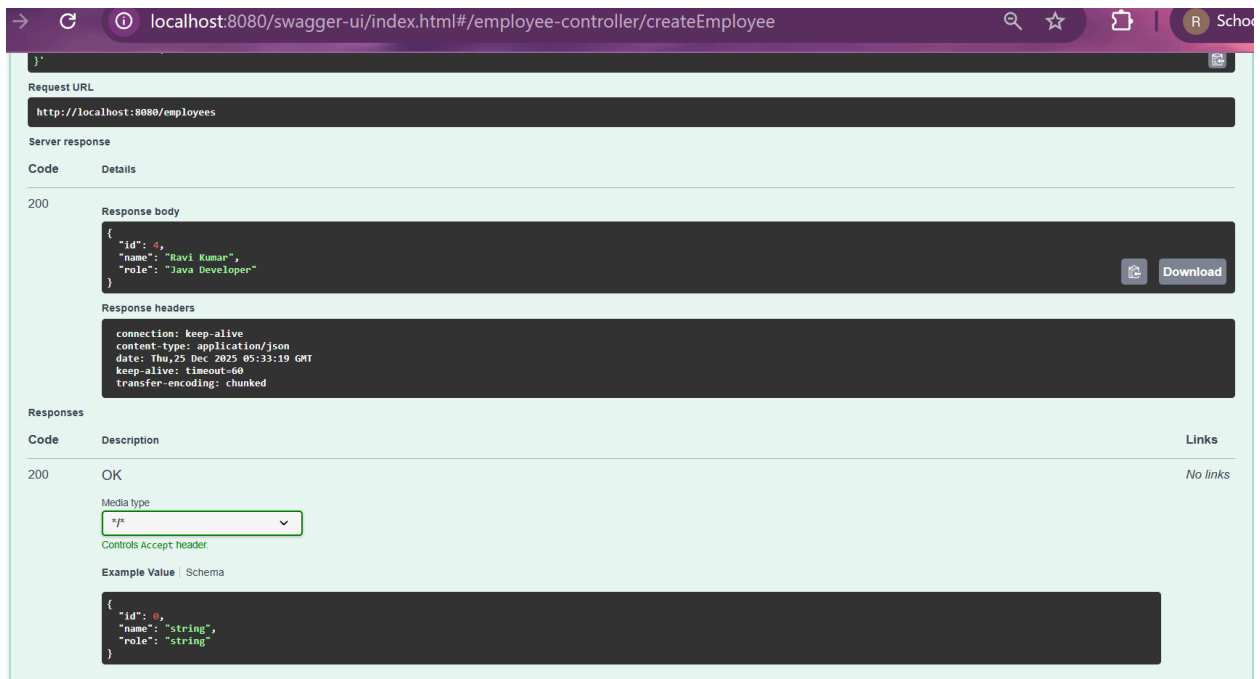 localhost:8080/swagger-ui/index.html#/employee-controller/createEmployee
R
}'
Request URL
http://localhost:8080/employees
Server response
Code Details
200
Response body
{
"id": 4,
"name": "Ravi Kumar",
"role": "Java Developer"
}
Download
Response headers
connection: keep-alive
content-type: application/json
date: Thu,25 Dec 2025 05:33:19 GMT
keep-alive: timeout=60
transfer-encoding: chunked
Responses
Code Description Links
200 OK No links
Media type
*/*
Controls Accept header.
Example Value Schema
{
"id": 0,
"name": "string",
"role": "string"
}